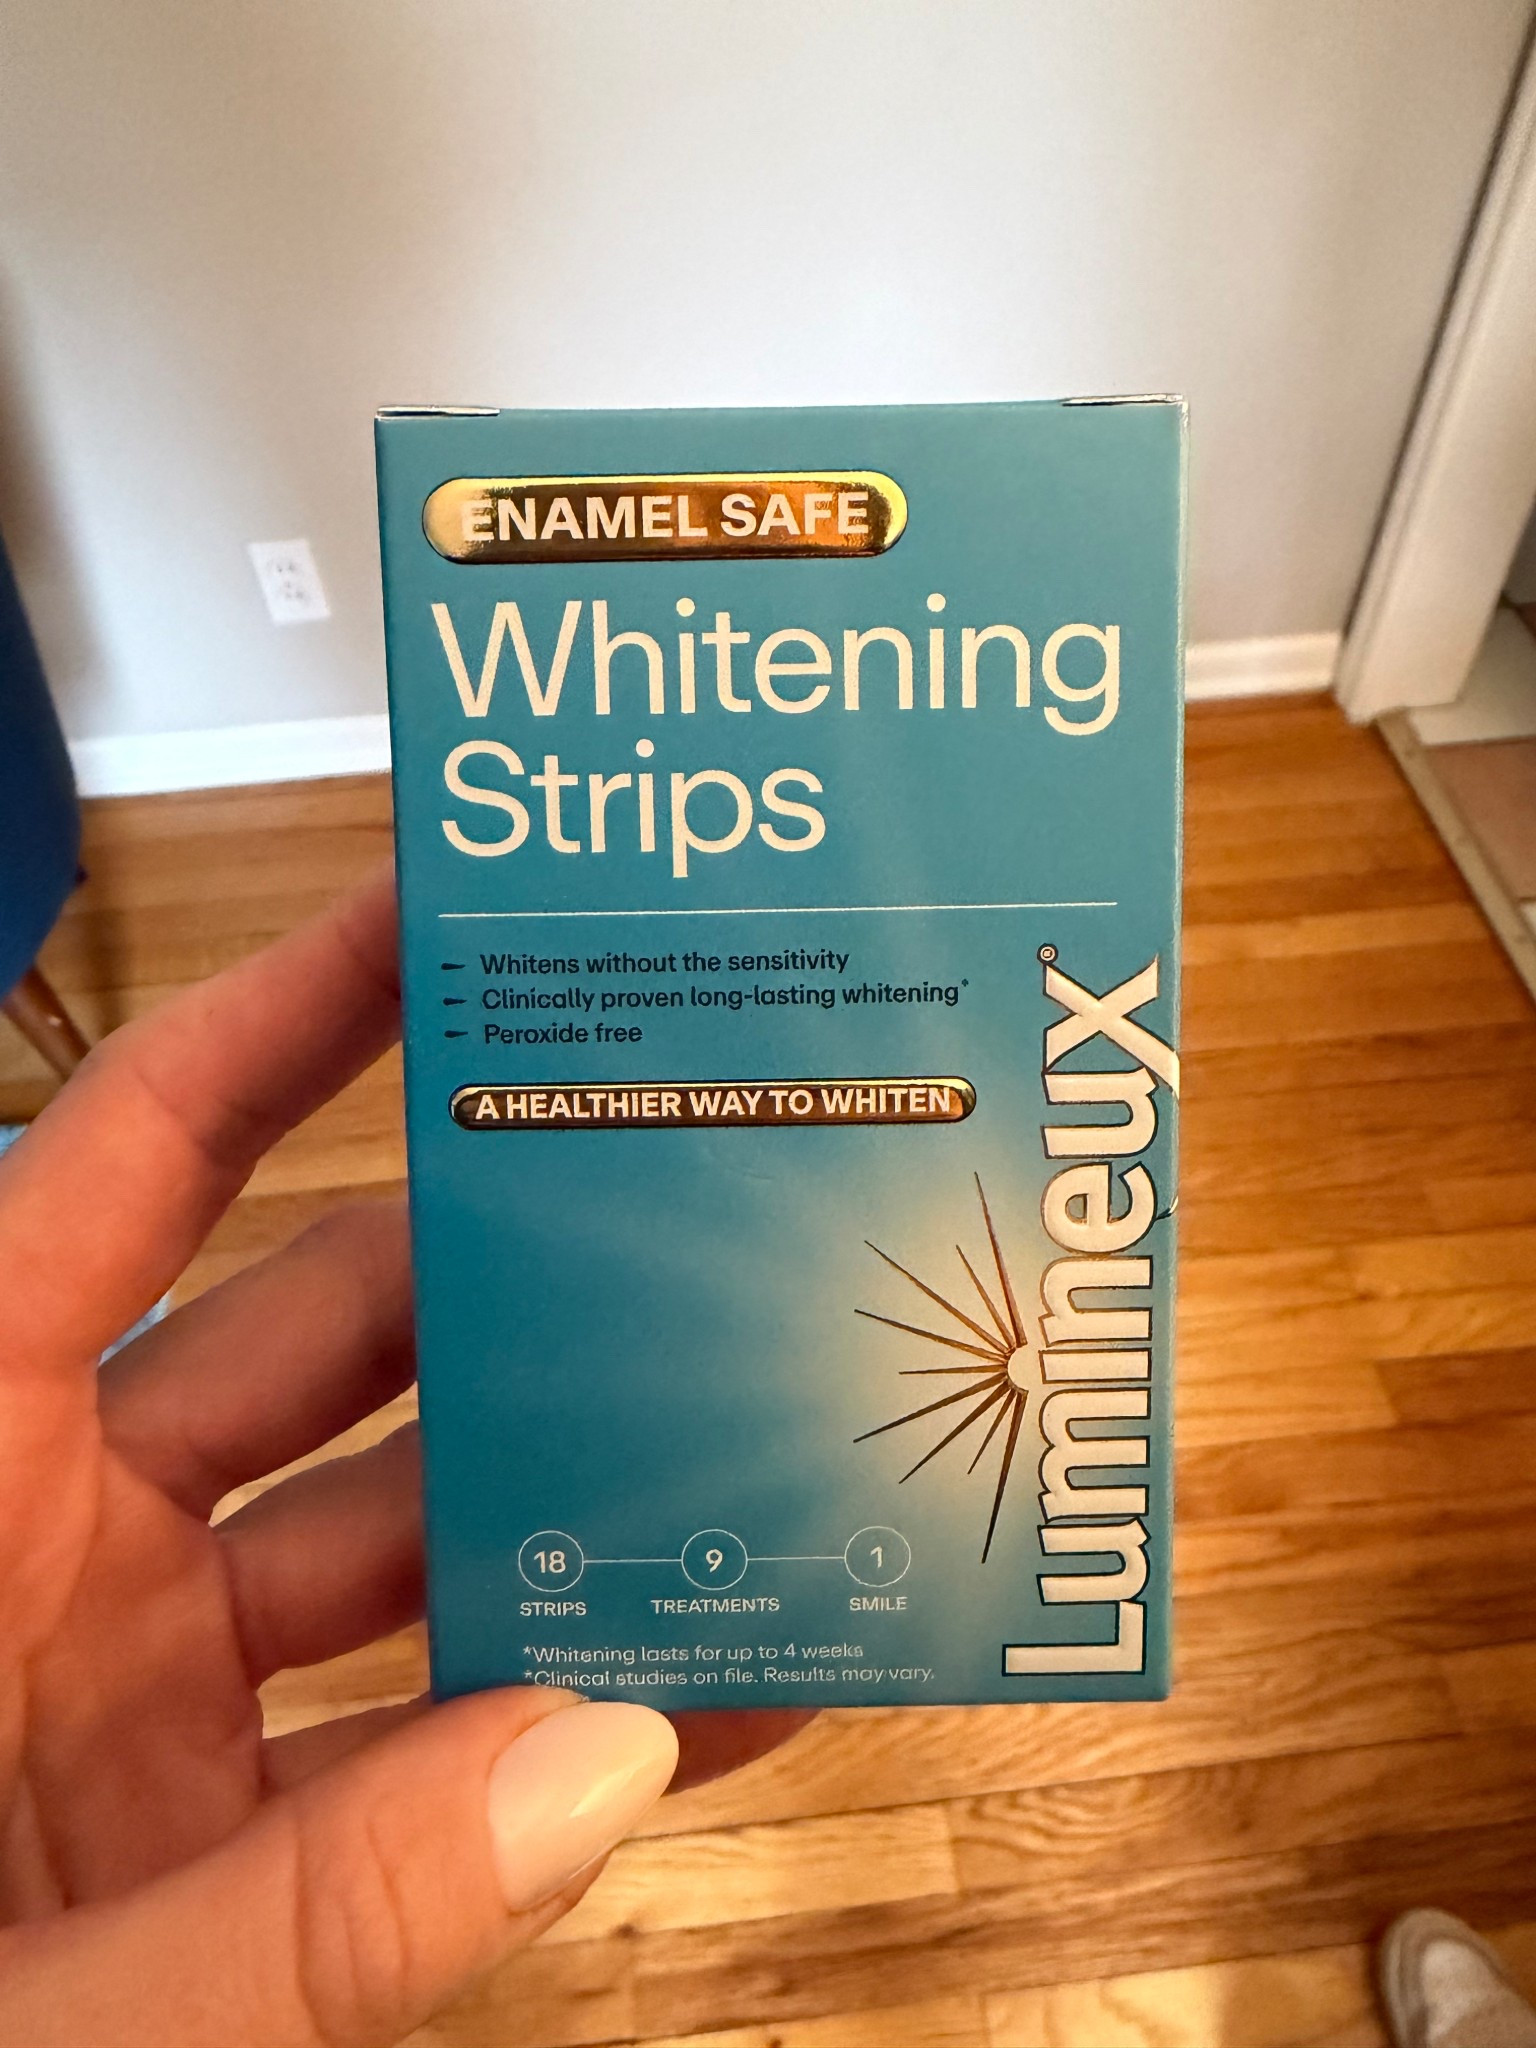 ENAMEL SAFE
Whitening
Strips
– Whitens without the sensitivity
– Clinically proven long-lasting whitening*
– Peroxide free
A HEALTHIER WAY TO WHITEN
Lumineux®
18 9 1
STRIPS TREATMENTS SMILE
*Whitening lasts for up to 4 weeks
*Clinical studies on file. Results may vary.